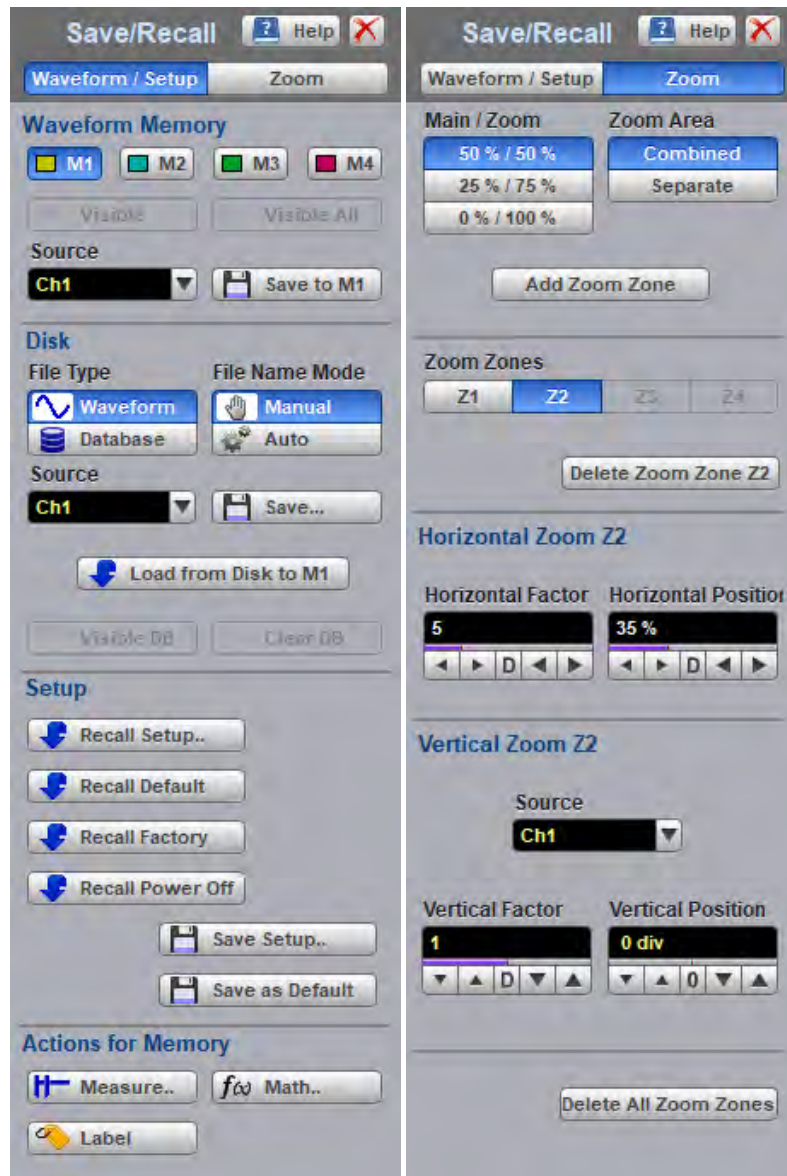 Save/Recall Help
Waveform / Setup Zoom
Waveform Memory
M1 M2 M3 M4
Visible Visible All
Source
Ch1 Save to M1
Disk
File Type File Name Mode
Waveform Manual
Database Auto
Source
Ch1 Save...
Load from Disk to M1
Visible DB Clear DB
Setup
Recall Setup..
Recall Default
Recall Factory
Recall Power Off
Save Setup..
Save as Default
Actions for Memory
Measure.. f(x) Math..
Label
Save/Recall Help
Waveform / Setup Zoom
Main / Zoom Zoom Area
50 % / 50 % Combined
25 % / 75 % Separate
0 % / 100 %
Add Zoom Zone
Zoom Zones
Z1 Z2 Z3 Z4
Delete Zoom Zone Z2
Horizontal Zoom Z2
Horizontal Factor Horizontal Position
5 35 %
D D
Vertical Zoom Z2
Source
Ch1
Vertical Factor Vertical Position
1 0 div
D 0
Delete All Zoom Zones